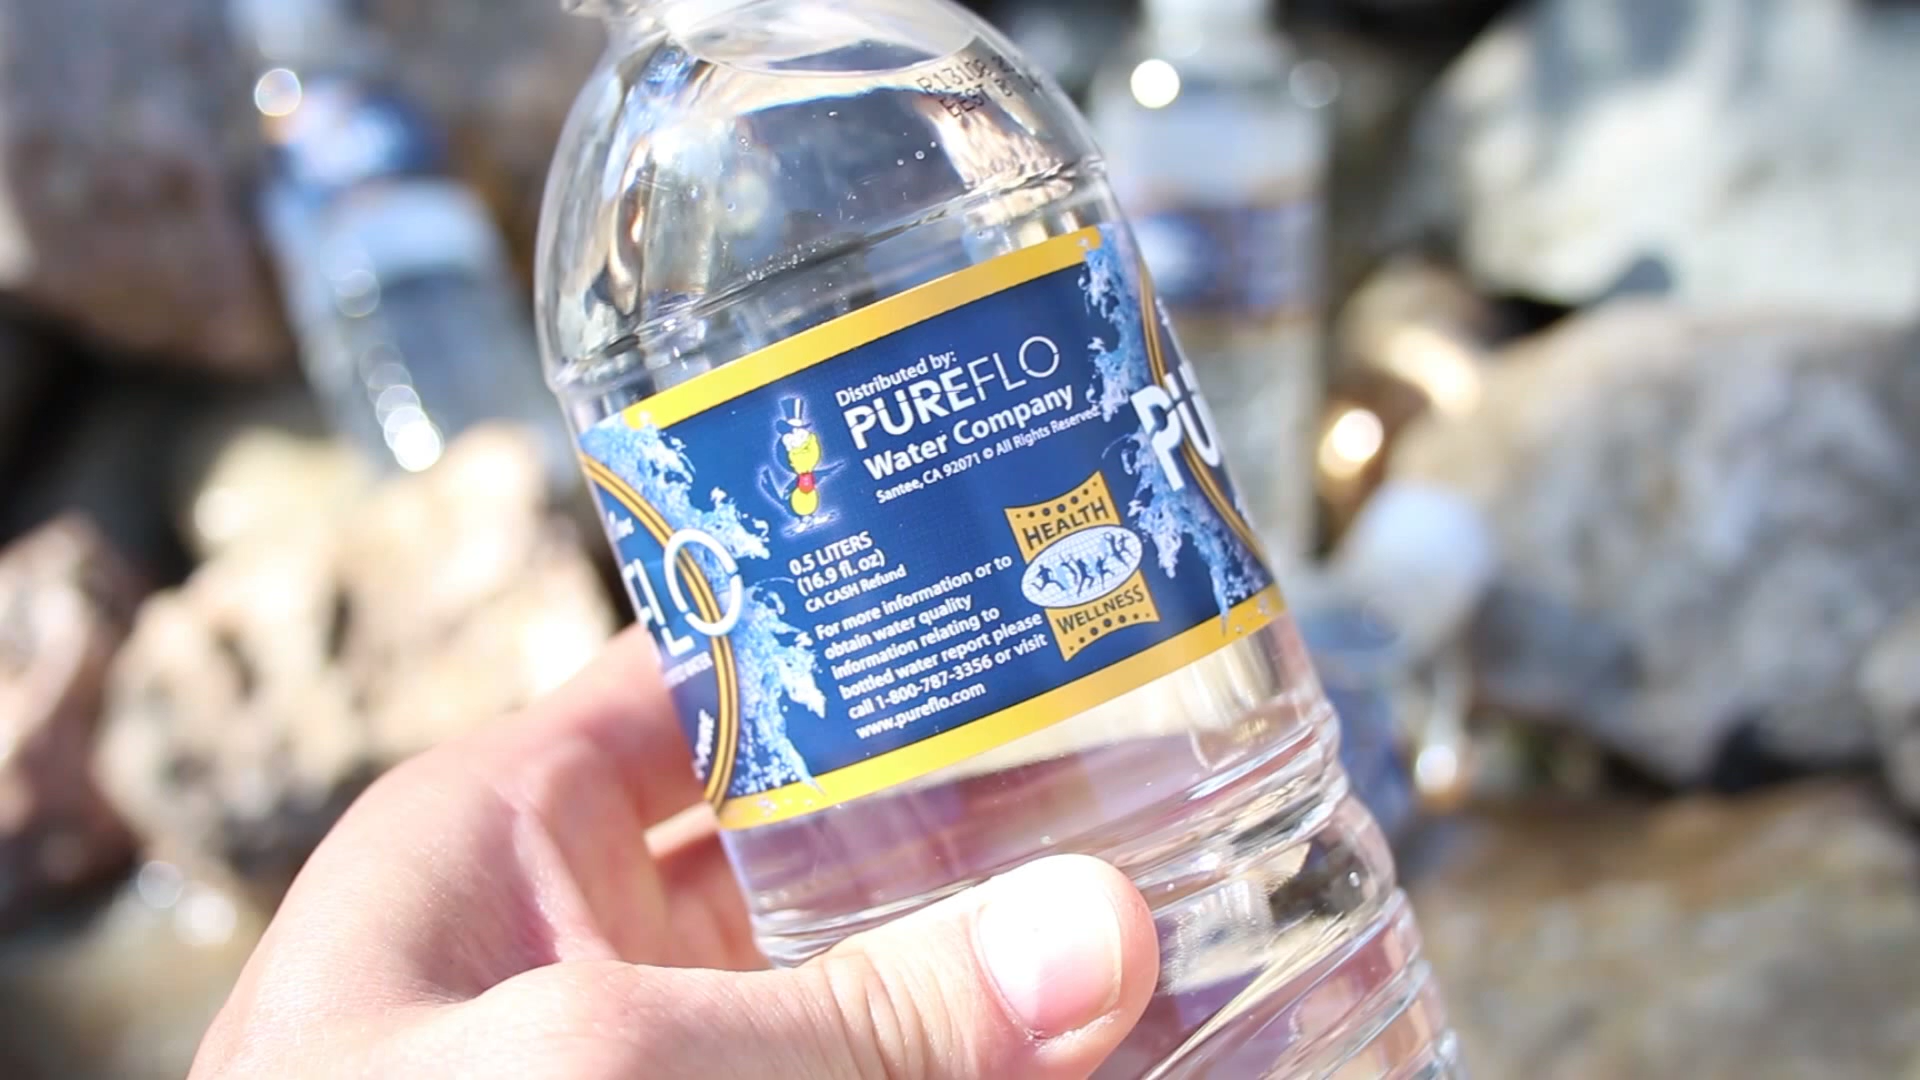 Distributed by:
PUREFLO
Water Company
Santee, CA 92071 © All Rights Reserved.
0.5 LITERS
(16.9 fl. oz)
CA CASH Refund
For more information or to
obtain water quality
information relating to
bottled water report please
call 1-800-787-3356 or visit
www.pureflo.com
HEALTH
WELLNESS
FLO
PU